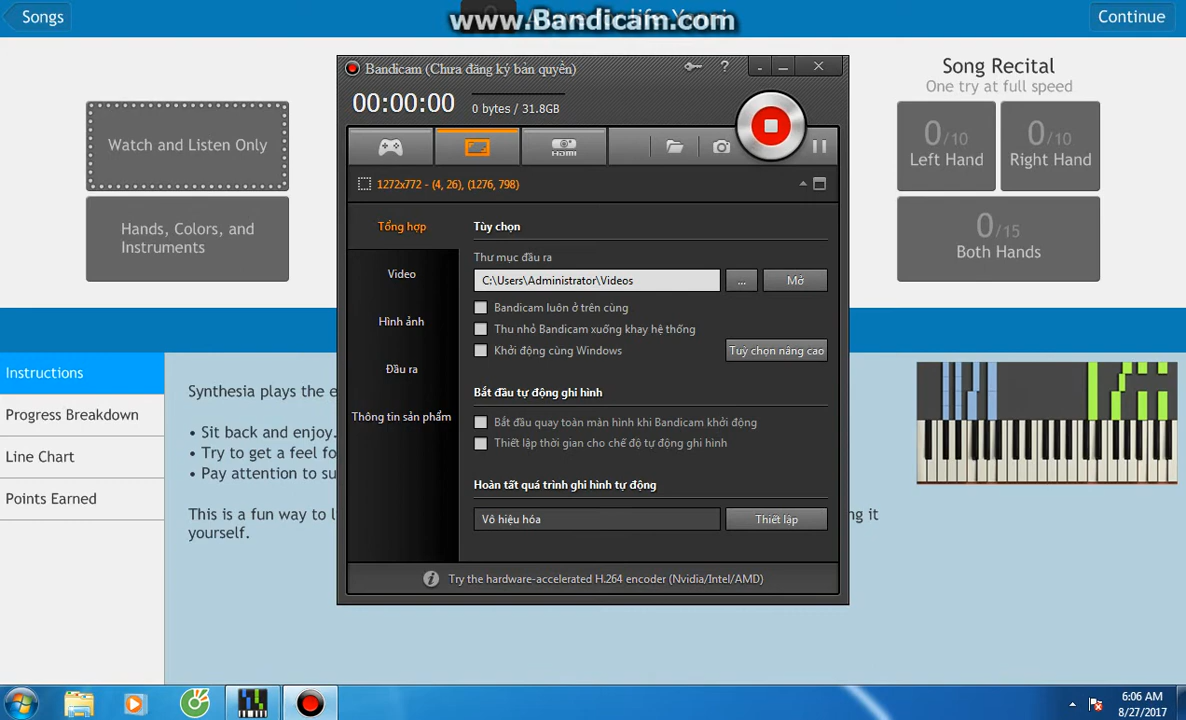 Songs
www.Bandicam.com
Continue
Watch and Listen Only
Hands, Colors, and
Instruments
Song Recital
One try at full speed
0/10
Left Hand
0/10
Right Hand
0/15
Both Hands
Bandicam (Chưa đăng ký bản quyền)
?
00:00:00
0 bytes / 31.8GB
HDMI
1272x772 - (4, 26), (1276, 798)
Tổng hợp
Video
Hình ảnh
Đầu ra
Thông tin sản phẩm
Tùy chọn
Thư mục đầu ra
C:\Users\Administrator\Videos
...
Mở
Bandicam luôn ở trên cùng
Thu nhỏ Bandicam xuống khay hệ thống
Khởi động cùng Windows
Tuỳ chọn nâng cao
Bắt đầu tự động ghi hình
Bắt đầu quay toàn màn hình khi Bandicam khởi động
Thiết lập thời gian cho chế độ tự động ghi hình
Hoàn tất quá trình ghi hình tự động
Vô hiệu hóa
Thiết lập
Try the hardware-accelerated H.264 encoder (Nvidia/Intel/AMD)
Instructions
Progress Breakdown
Line Chart
Points Earned
Synthesia plays the
• Sit back and enjoy.
• Try to get a feel
• Pay attention to
This is a fun way to
it
yourself.
6:06 AM
8/27/2017